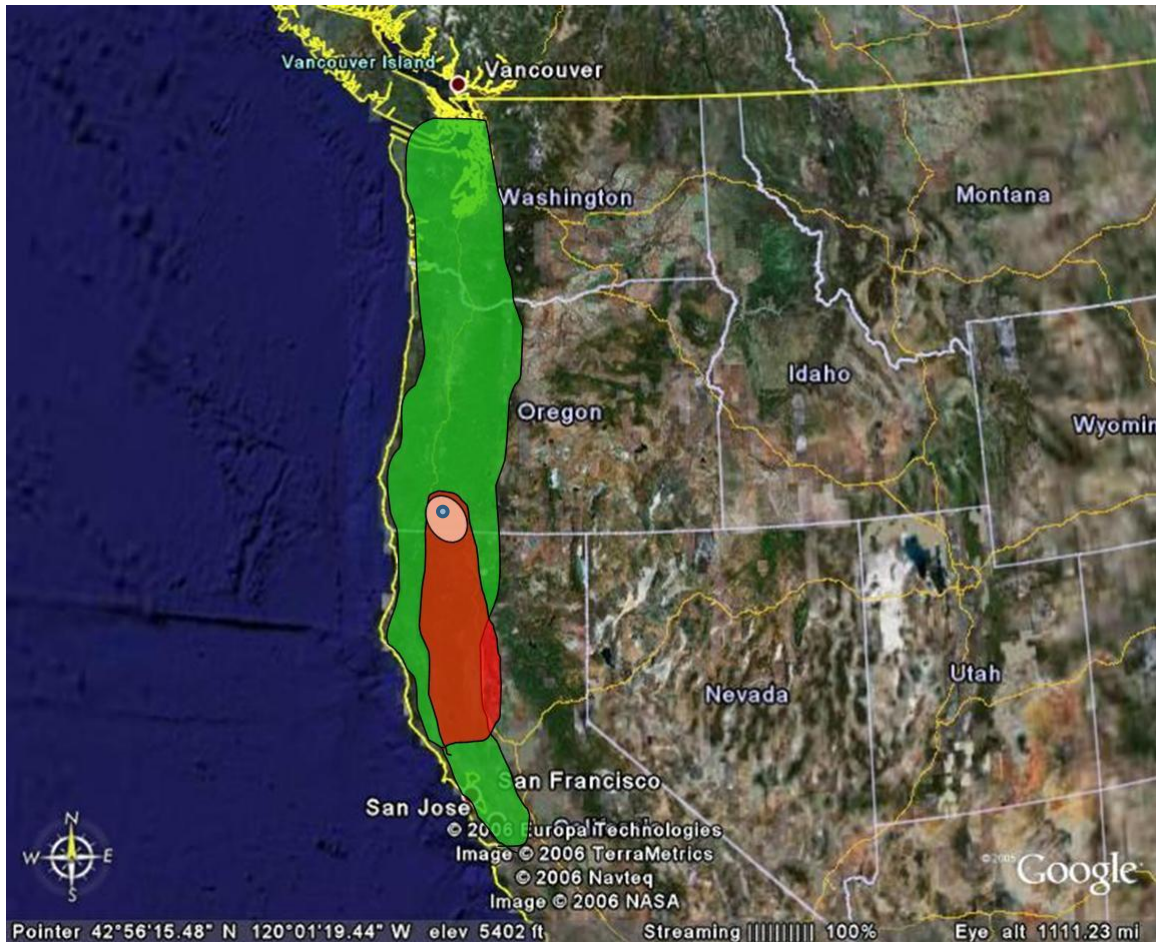 Vancouver Island
Vancouver
Washington
Montana
Idaho
Oregon
Wyomin
Utah
Nevada
San Francisco
San Jose
© 2006 Europa Technologies
Image © 2006 TerraMetrics
© 2006 Navteq
Image © 2006 NASA
©2005 Google
N
W E
S
Pointer 42°56'15.48" N 120°01'19.44" W elev 5402 ft Streaming |||||||||| 100% Eye alt 1111.23 mi